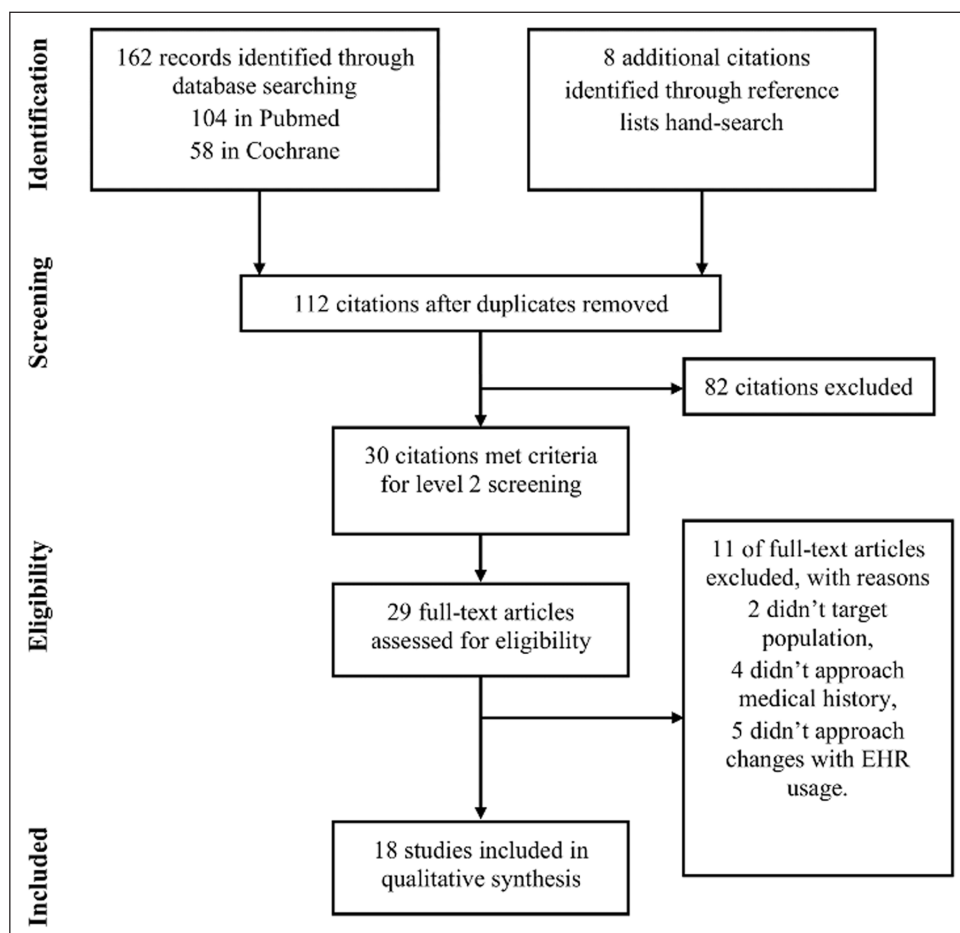 Identification
162 records identified through
database searching
104 in Pubmed
58 in Cochrane
8 additional citations
identified through reference
lists hand-search
Screening
112 citations after duplicates removed
82 citations excluded
30 citations met criteria
for level 2 screening
Eligibility
29 full-text articles
assessed for eligibility
11 of full-text articles
excluded, with reasons
2 didn’t target
population,
4 didn’t approach
medical history,
5 didn’t approach
changes with EHR
usage.
Included
18 studies included in
qualitative synthesis